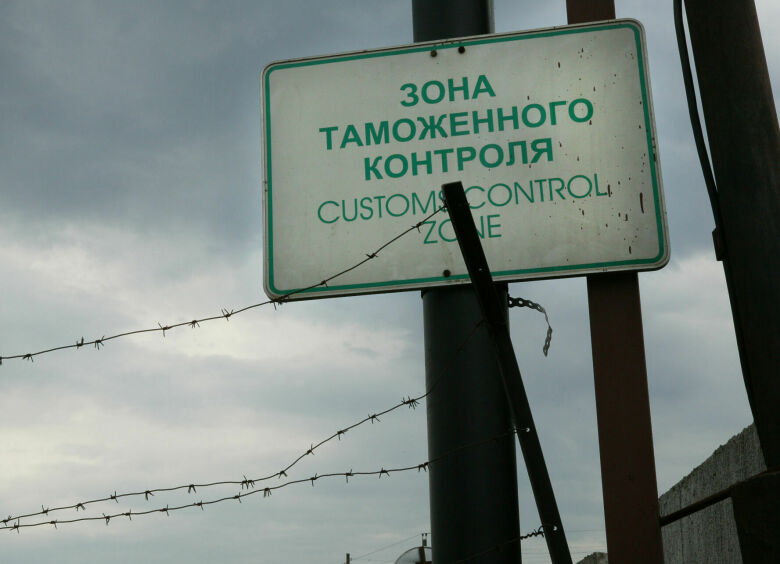 ЗОНА
ТАМОЖЕННОГО
КОНТРОЛЯ
CUSTOMS CONTROL
ZONE